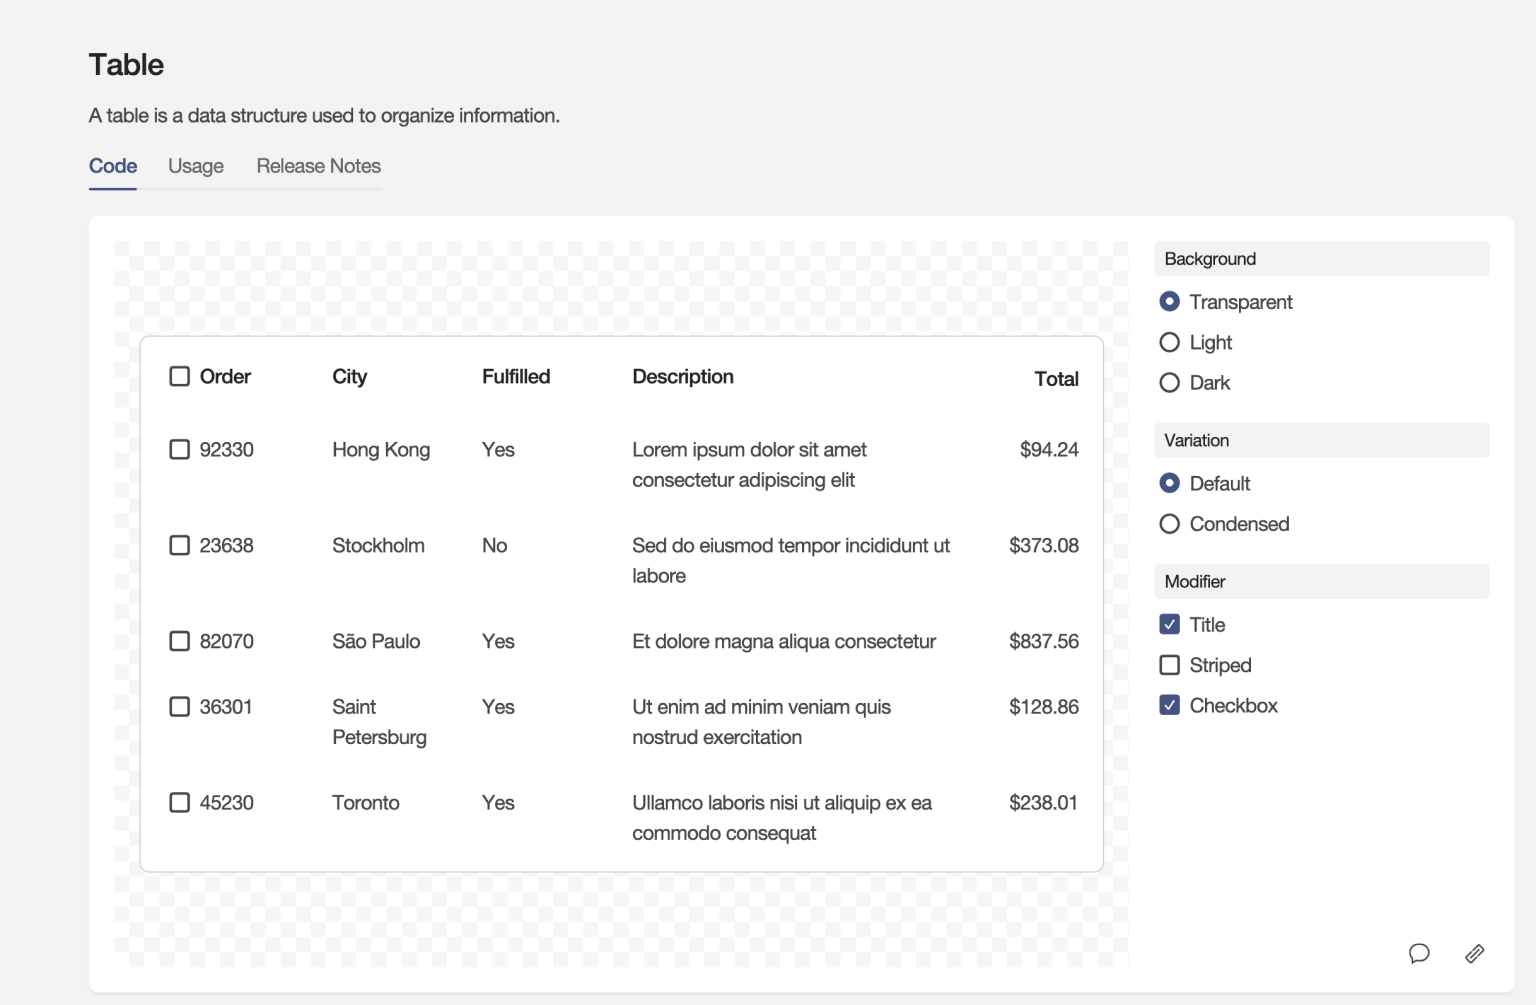 Table
A table is a data structure used to organize information.
Code Usage Release Notes
Order City Fulfilled Description Total
92330 Hong Kong Yes Lorem ipsum dolor sit amet $94.24
consectetur adipiscing elit
23638 Stockholm No Sed do eiusmod tempor incididunt ut $373.08
labore
82070 São Paulo Yes Et dolore magna aliqua consectetur $837.56
36301 Saint Yes Ut enim ad minim veniam quis $128.86
Petersburg nostrud exercitation
45230 Toronto Yes Ullamco laboris nisi ut aliquip ex ea $238.01
commodo consequat
Background
Transparent
Light
Dark
Variation
Default
Condensed
Modifier
Title
Striped
Checkbox